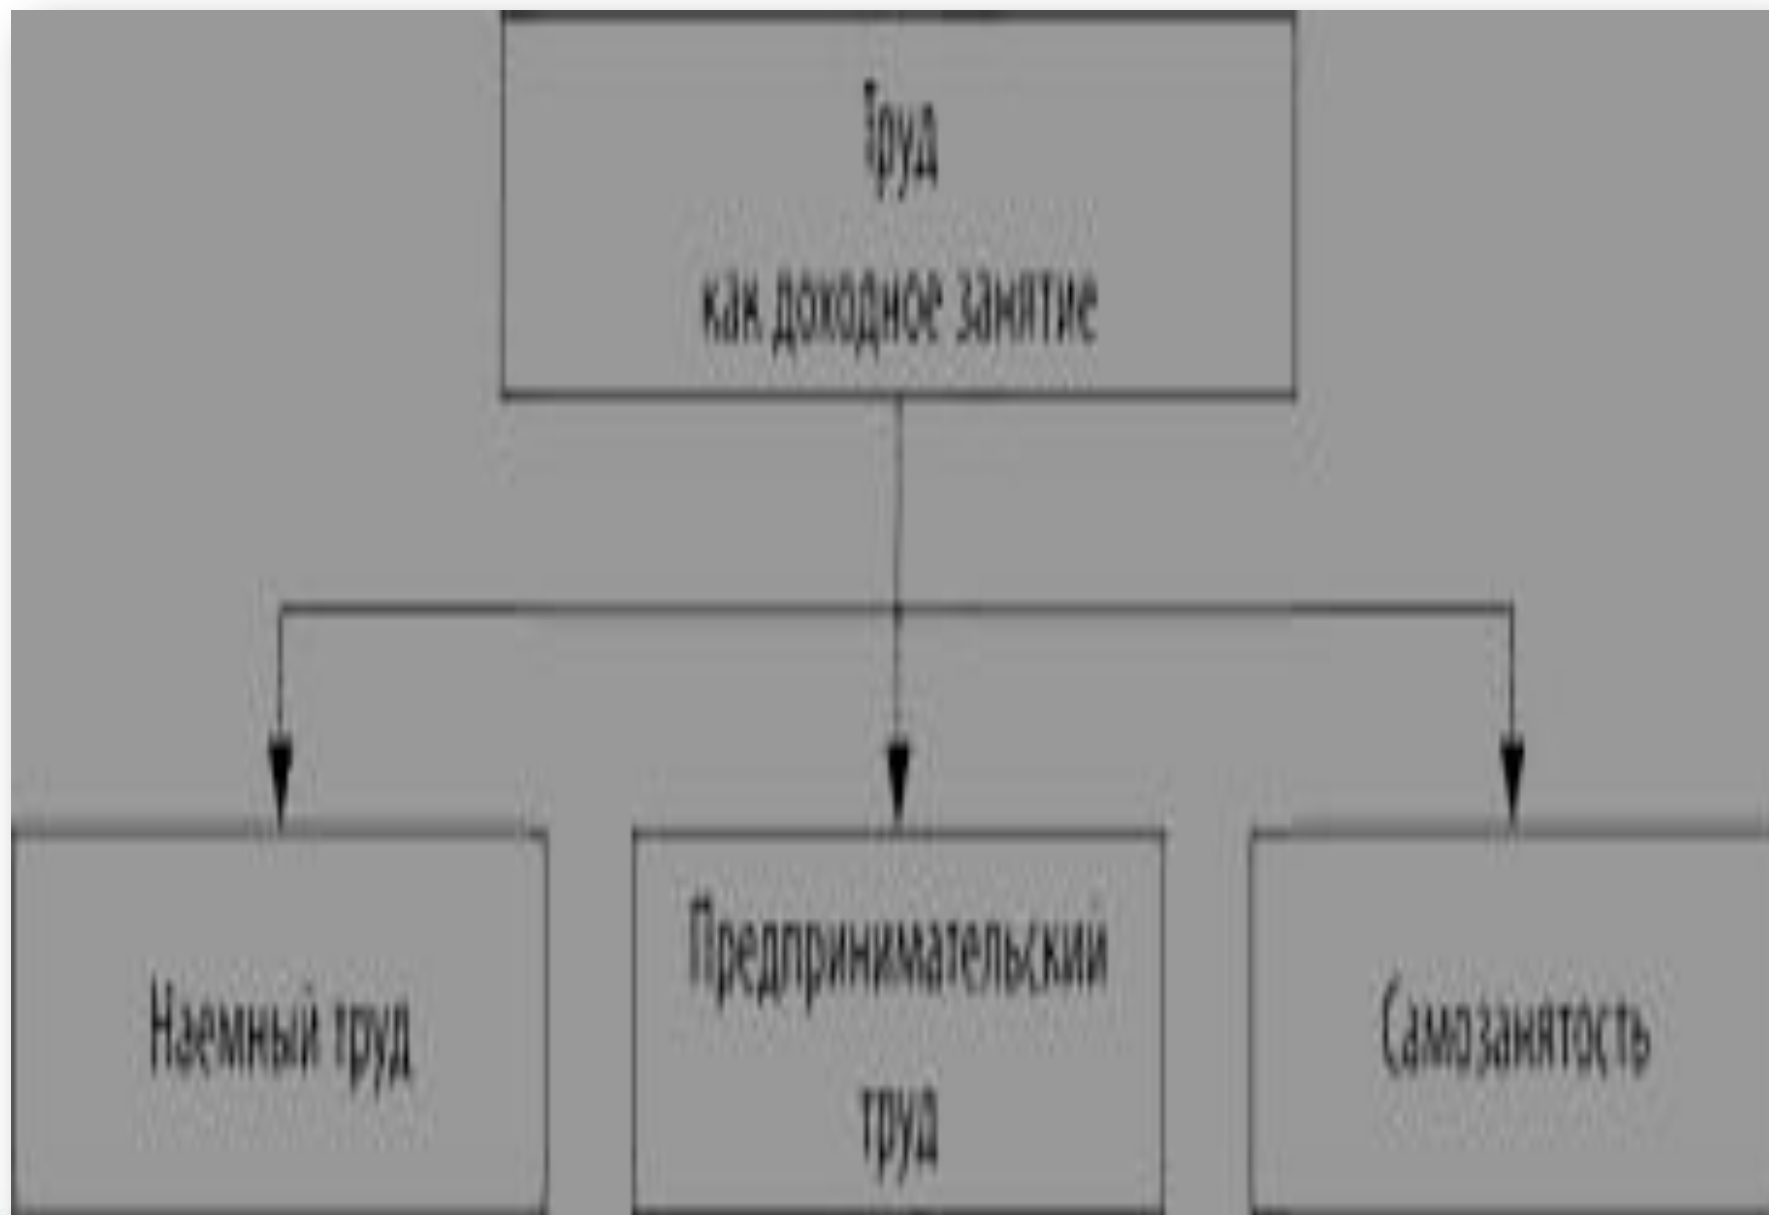 Труд
как доходное занятие
Наемный труд
Предпринимательский
труд
Самозанятость